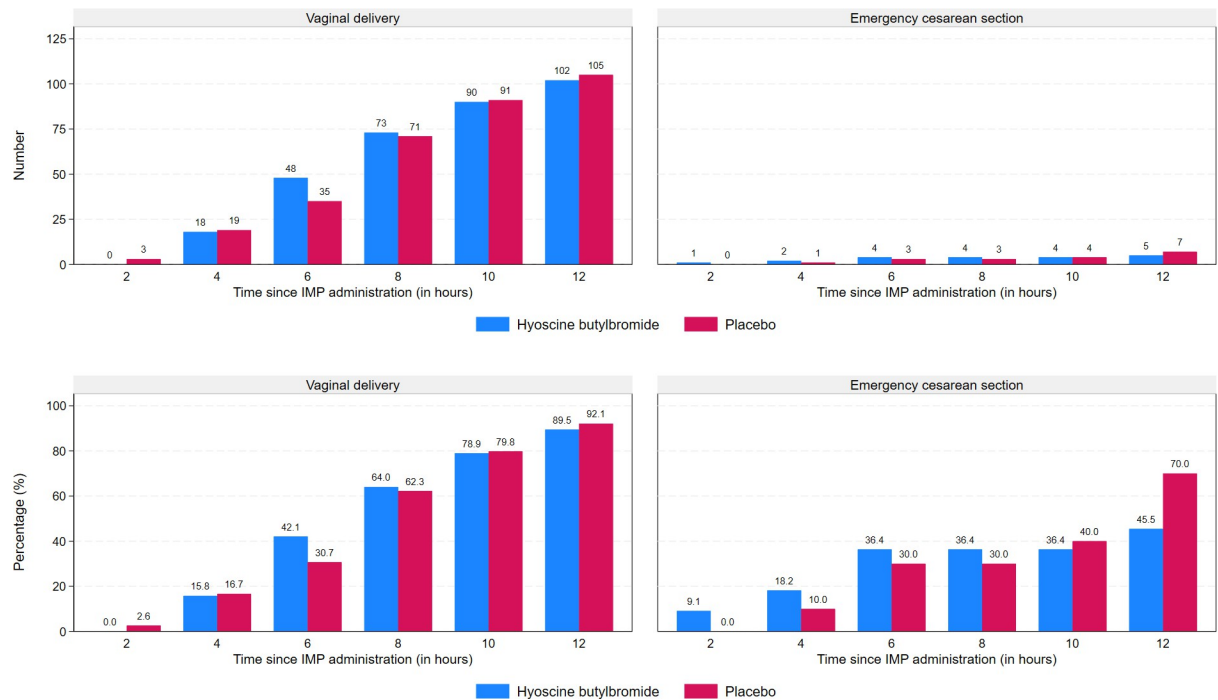 Vaginal delivery
Emergency cesarean section
Number
125
100
75
50
25
0
0 3 18 19 48 35 73 71 90 91 102 105
1 0 2 1 4 3 4 3 4 4 5 7
2 4 6 8 10 12
2 4 6 8 10 12
Time since IMP administration (in hours)
Time since IMP administration (in hours)
Hyoscine butylbromide Placebo
Vaginal delivery
Emergency cesarean section
Percentage (%)
100
80
60
40
20
0
0.0 2.6 15.8 16.7 42.1 30.7 64.0 62.3 78.9 79.8 89.5 92.1
9.1 0.0 18.2 10.0 36.4 30.0 36.4 30.0 36.4 40.0 45.5 70.0
2 4 6 8 10 12
2 4 6 8 10 12
Time since IMP administration (in hours)
Time since IMP administration (in hours)
Hyoscine butylbromide Placebo